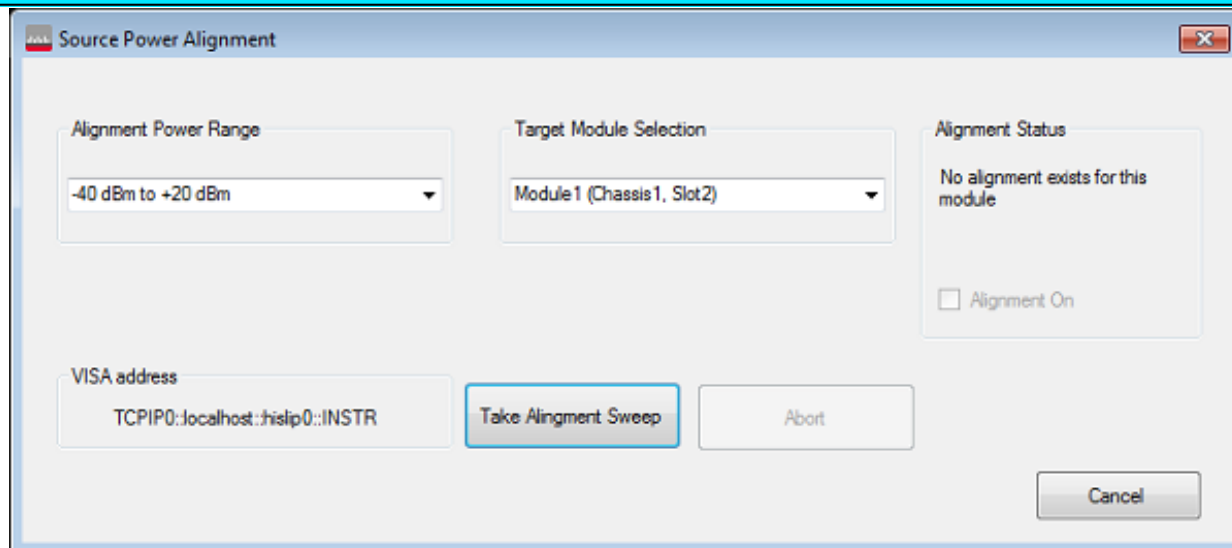 Source Power Alignment
Alignment Power Range
-40 dBm to +20 dBm
Target Module Selection
Module1 (Chassis1, Slot2)
Alignment Status
No alignment exists for this
module
Alignment On
VISA address
TCPIP0::localhost::hislip0::INSTR
Take Alingment Sweep
Abort
Cancel